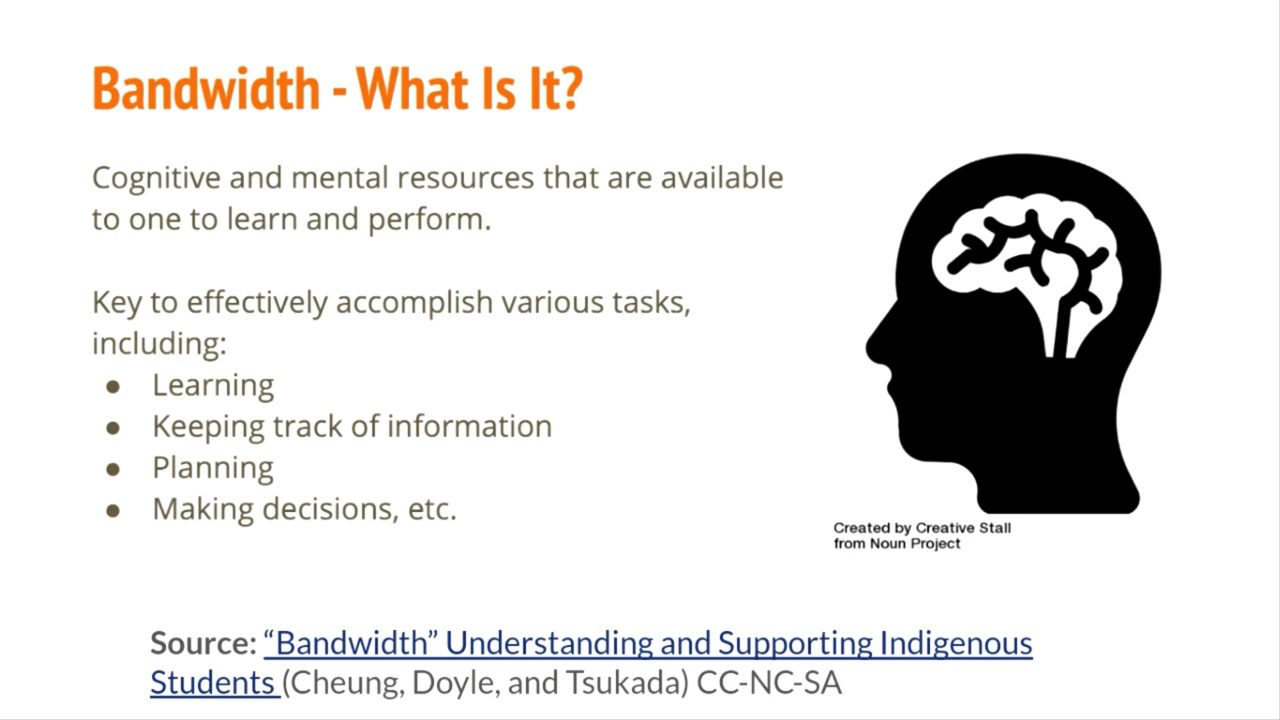 Bandwidth - What Is It?
Cognitive and mental resources that are available
to one to learn and perform.
Key to effectively accomplish various tasks,
including:
● Learning
● Keeping track of information
● Planning
● Making decisions, etc.
Created by Creative Stall
from Noun Project
Source: “Bandwidth” Understanding and Supporting Indigenous
Students (Cheung, Doyle, and Tsukada) CC-NC-SA